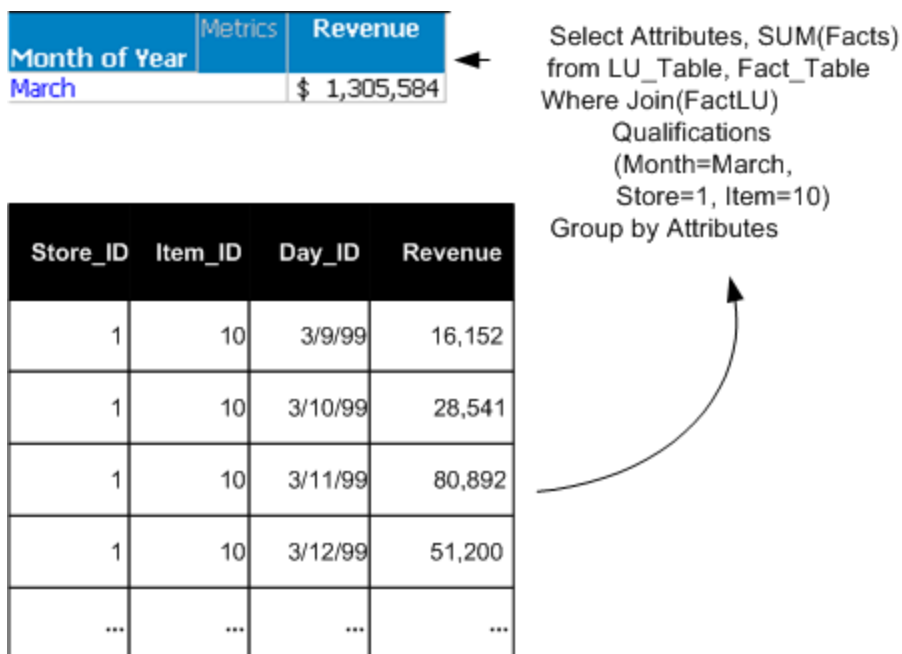 Metrics Revenue
Month of Year
March $ 1,305,584
Select Attributes, SUM(Facts)
from LU_Table, Fact_Table
Where Join(FactLU)
Qualifications
(Month=March,
Store=1, Item=10)
Group by Attributes
Store_ID Item_ID Day_ID Revenue
1 10 3/9/99 16,152
1 10 3/10/99 28,541
1 10 3/11/99 80,892
1 10 3/12/99 51,200
... ... ... ...